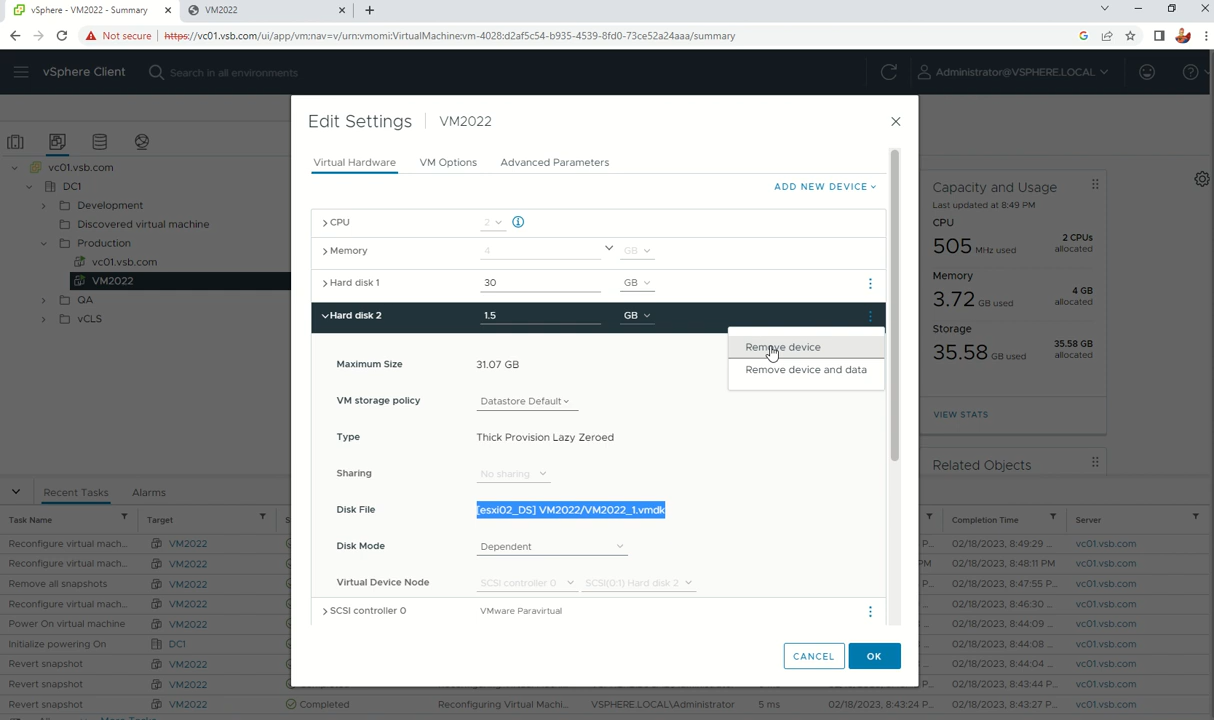 vSphere - VM2022 - Summary
VM2022
Not secure | https://vc01.vsb.com/ui/app/vm;nav=v/urn:vmomi:VirtualMachine:vm-4028:d2af5c54-b935-4539-8fd0-73ce52a24aaa/summary
vSphere Client
Search in all environments
Administrator@VSPHERE.LOCAL
vc01.vsb.com
DC1
Development
Discovered virtual machine
Production
vc01.vsb.com
VM2022
QA
vCLS
Edit Settings
VM2022
Virtual Hardware
VM Options
Advanced Parameters
ADD NEW DEVICE
CPU 2
Memory 4 GB
Hard disk 1 30 GB
Hard disk 2 1.5 GB
Remove device
Remove device and data
Maximum Size 31.07 GB
VM storage policy Datastore Default
Type Thick Provision Lazy Zeroed
Sharing No sharing
Disk File [esxi02_DS] VM2022/VM2022_1.vmdk
Disk Mode Dependent
Virtual Device Node SCSI controller 0 SCSI(0:1) Hard disk 2
SCSI controller 0 VMware Paravirtual
CANCEL
OK
Capacity and Usage
Last updated at 8:49 PM
CPU
505 MHz used
2 CPUs
allocated
Memory
3.72 GB used
4 GB
allocated
Storage
35.58 GB used
35.58 GB
allocated
VIEW STATS
Related Objects
Recent Tasks
Alarms
Task Name Target S Completion Time Server
Reconfigure virtual mach... VM2022 P... 02/18/2023, 8:49:29 ... vc01.vsb.com
Reconfigure virtual mach... VM2022 PM 02/18/2023, 8:48:11 PM vc01.vsb.com
Remove all snapshots VM2022 P... 02/18/2023, 8:47:55 P... vc01.vsb.com
Reconfigure virtual mach... VM2022 P... 02/18/2023, 8:46:30 ... vc01.vsb.com
Power On virtual machine VM2022 P... 02/18/2023, 8:44:09 ... vc01.vsb.com
Initialize powering On DC1 P... 02/18/2023, 8:44:08 ... vc01.vsb.com
Revert snapshot VM2022 P... 02/18/2023, 8:44:04 ... vc01.vsb.com
Revert snapshot VM2022 P... 02/18/2023, 8:43:44 P... vc01.vsb.com
Revert snapshot VM2022 Completed Reconfiguring Virtual Machi... VSPHERE.LOCAL\Administrator 5 ms 02/18/2023, 8:43:24 P... 02/18/2023, 8:43:27 P... vc01.vsb.com